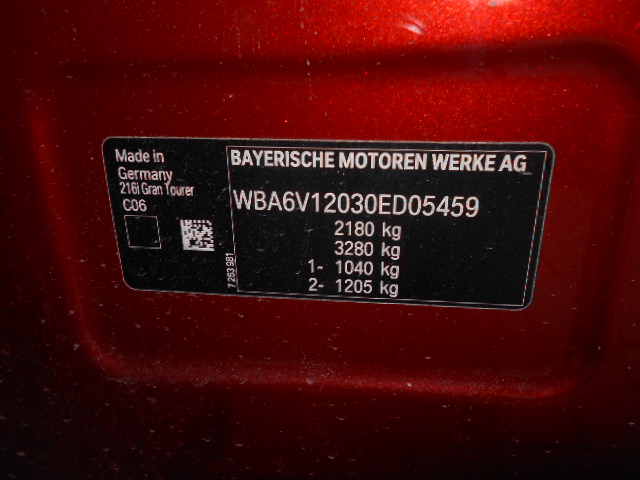 Made in
Germany
216i Gran Tourer
C06
7 263 981
BAYERISCHE MOTOREN WERKE AG
WBA6V12030ED05459
2180 kg
3280 kg
1- 1040 kg
2- 1205 kg